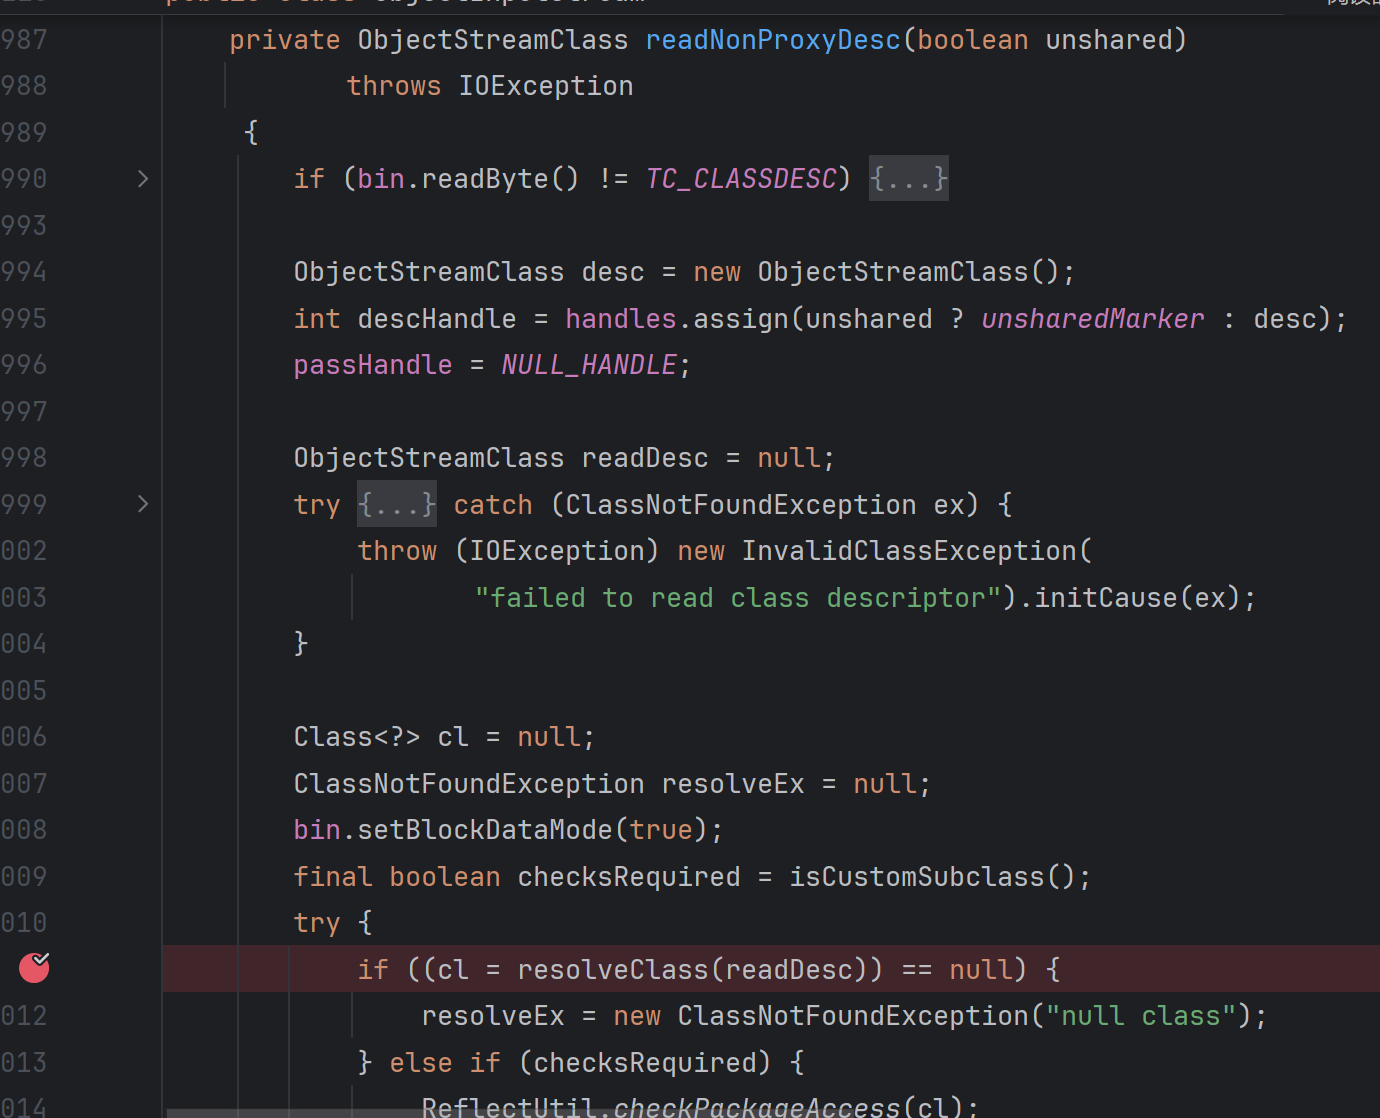 987 private ObjectStreamClass readNonProxyDesc(boolean unshared)
988 throws IOException
989 {
990 if (bin.readByte() != TC_CLASSDESC) {...}
993
994 ObjectStreamClass desc = new ObjectStreamClass();
995 int descHandle = handles.assign(unshared ? unsharedMarker : desc);
996 passHandle = NULL_HANDLE;
997
998 ObjectStreamClass readDesc = null;
999 try {...} catch (ClassNotFoundException ex) {
002 throw (IOException) new InvalidClassException(
003 "failed to read class descriptor").initCause(ex);
004 }
005
006 Class<?> cl = null;
007 ClassNotFoundException resolveEx = null;
008 bin.setBlockDataMode(true);
009 final boolean checksRequired = isCustomSubclass();
010 try {
if ((cl = resolveClass(readDesc)) == null) {
012 resolveEx = new ClassNotFoundException("null class");
013 } else if (checksRequired) {
014 ReflectUtil.checkPackageAccess(cl);